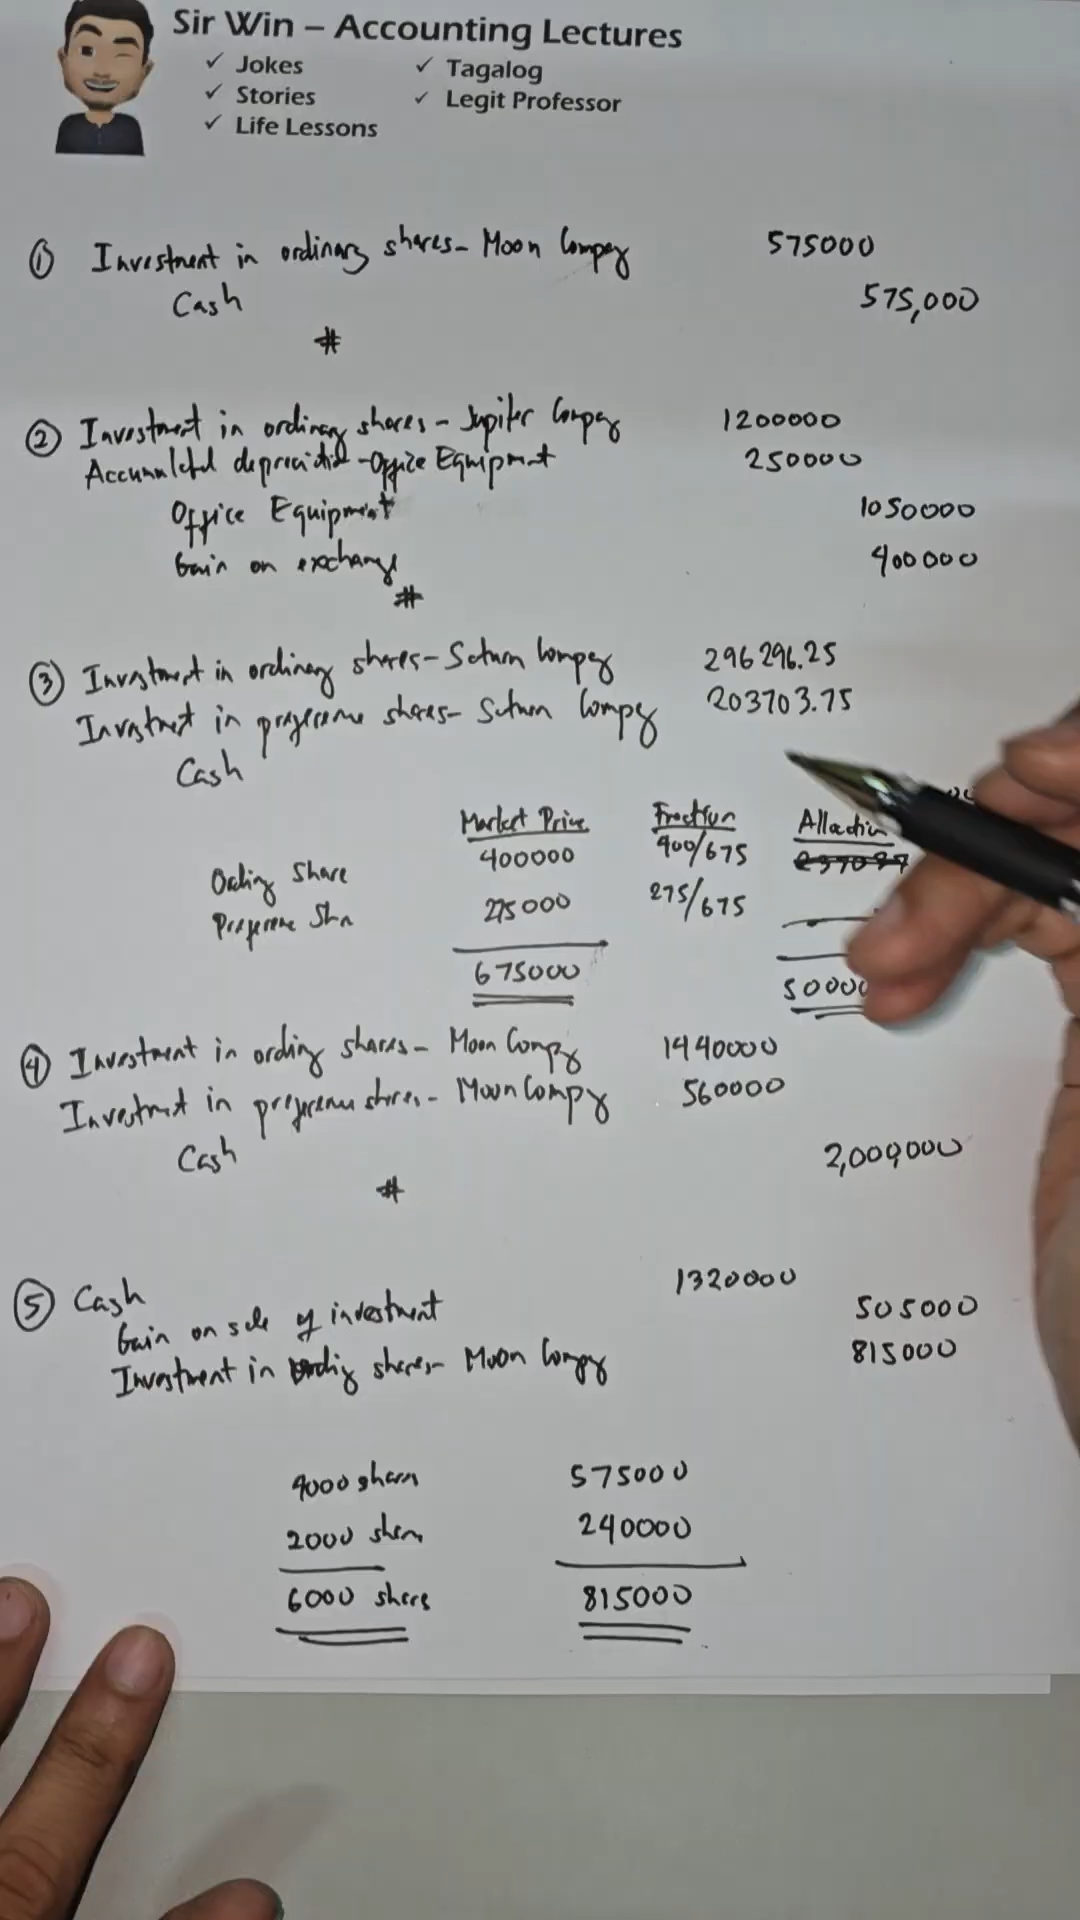 Sir Win – Accounting Lectures
✓ Jokes ✓ Tagalog
✓ Stories ✓ Legit Professor
✓ Life Lessons
① Investment in ordinary shares – Moon Company 575000
Cash 575,000
#
② Investment in ordinary shares – Jupiter Company 1200000
Accumulated depreciation – Office Equipment 250000
Office Equipment 1050000
Gain on exchange 400000
#
③ Investment in ordinary shares – Saturn Company 296296.25
Investment in preference shares – Saturn Company 203703.75
Cash
Market Price Fraction Allocation
Ordinary Share 400000 400/675
Preference Share 275000 275/675
675000 50000
④ Investment in ordinary shares – Moon Company 1440000
Investment in preference shares – Moon Company 560000
Cash 2,000,000
#
⑤ Cash 1320000
Gain on sale of investment 505000
Investment in ordinary shares – Moon Company 815000
4000 shares 575000
2000 shares 240000
6000 shares 815000